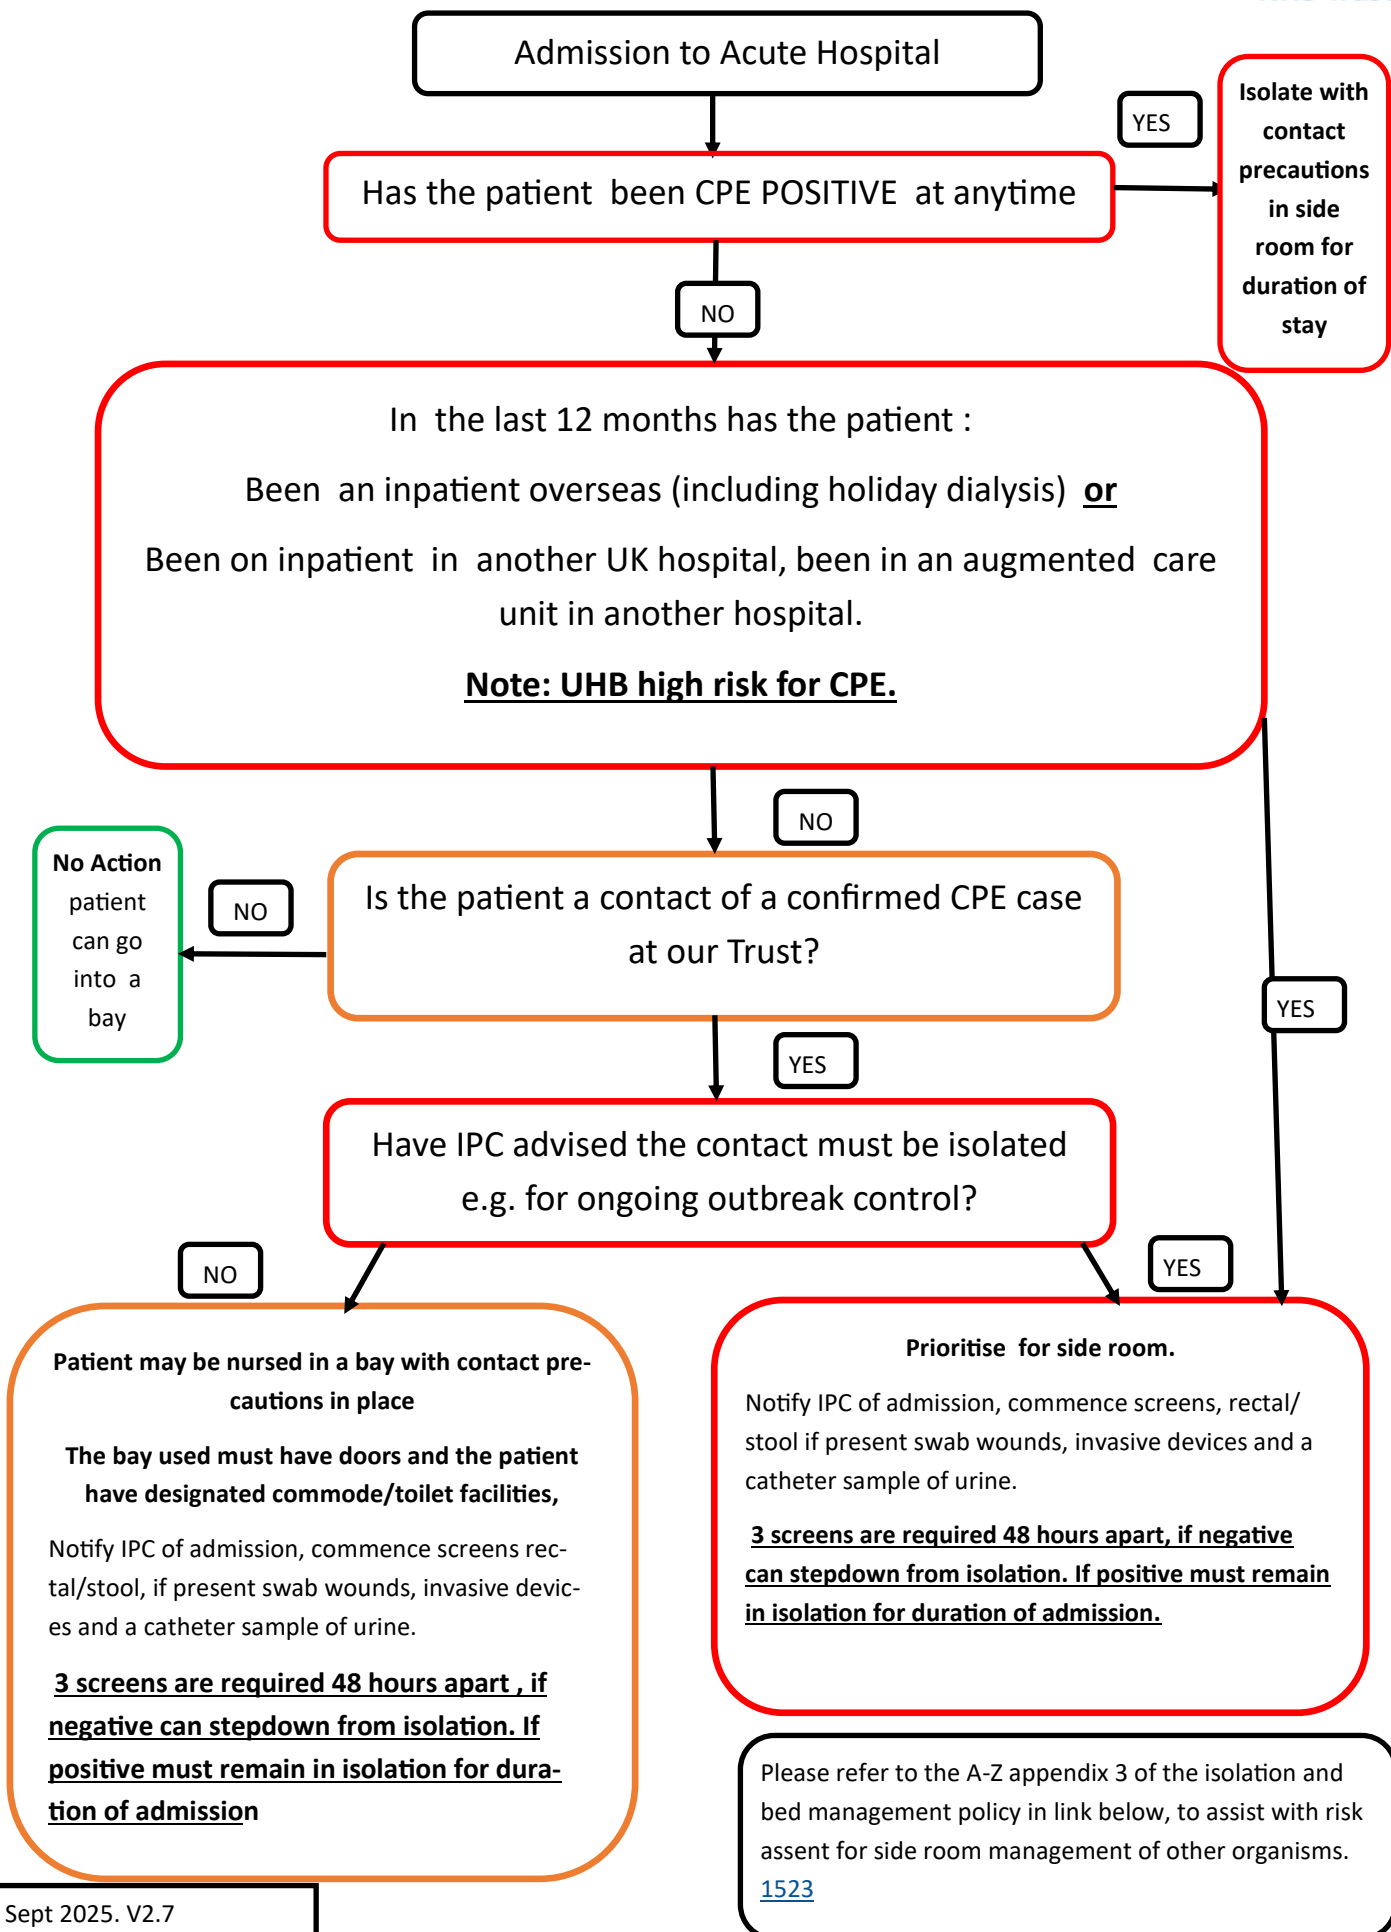 Admission to Acute Hospital
YES
Isolate with
contact
precautions
in side
room for
duration of
stay
Has the patient been CPE POSITIVE at anytime
NO
In the last 12 months has the patient :
Been an inpatient overseas (including holiday dialysis) or
Been on inpatient in another UK hospital, been in an augmented care
unit in another hospital.
Note: UHB high risk for CPE.
NO
No Action
patient
can go
into a
bay
NO
Is the patient a contact of a confirmed CPE case
at our Trust?
YES
YES
Have IPC advised the contact must be isolated
e.g. for ongoing outbreak control?
NO
YES
Patient may be nursed in a bay with contact pre-
cautions in place
The bay used must have doors and the patient
have designated commode/toilet facilities,
Notify IPC of admission, commence screens rec-
tal/stool, if present swab wounds, invasive devic-
es and a catheter sample of urine.
3 screens are required 48 hours apart , if
negative can stepdown from isolation. If
positive must remain in isolation for dura-
tion of admission
Prioritise for side room.
Notify IPC of admission, commence screens, rectal/
stool if present swab wounds, invasive devices and a
catheter sample of urine.
3 screens are required 48 hours apart, if negative
can stepdown from isolation. If positive must remain
in isolation for duration of admission.
Please refer to the A-Z appendix 3 of the isolation and
bed management policy in link below, to assist with risk
assent for side room management of other organisms.
1523
Sept 2025. V2.7